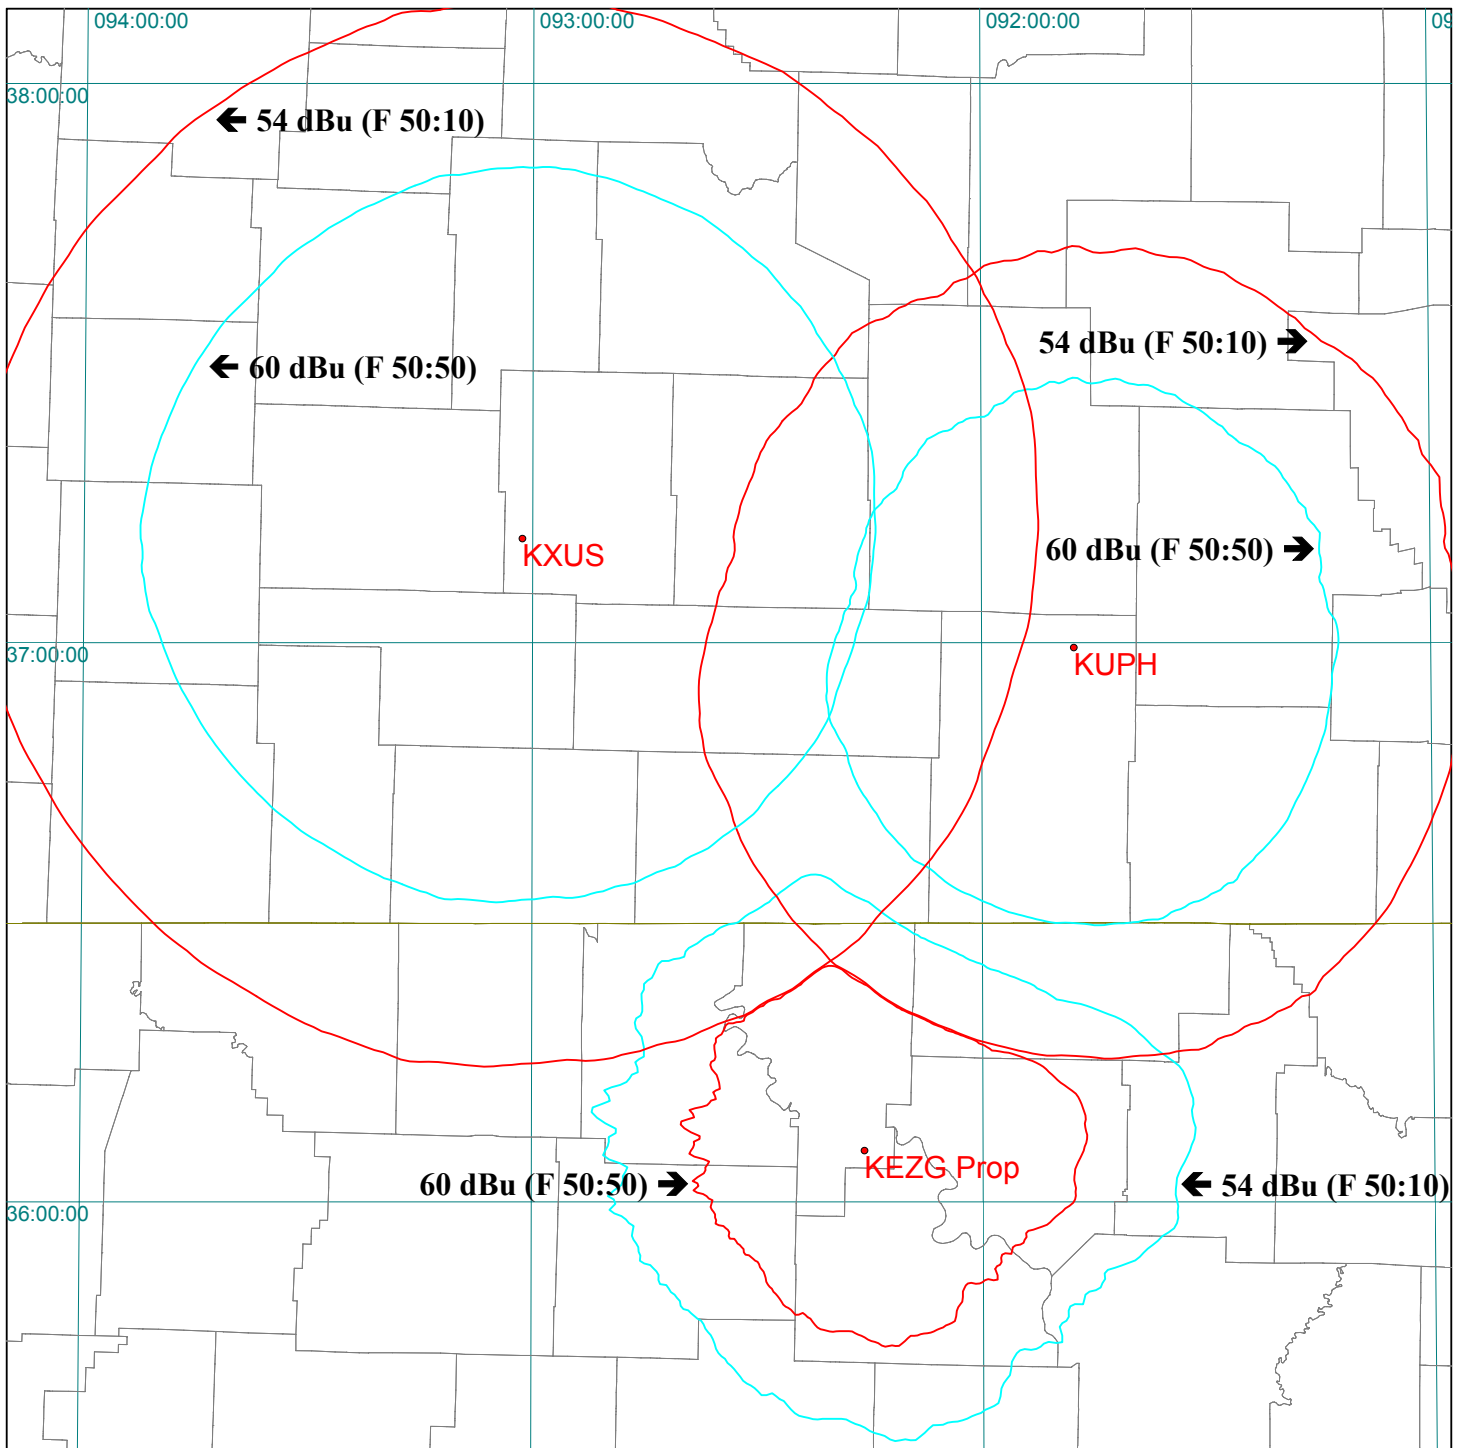 094:00:00
093:00:00
092:00:00
09
38:00:00
54 dBu (F 50:10)
54 dBu (F 50:10)
60 dBu (F 50:50)
60 dBu (F 50:50)
KXUS
37:00:00
KUPH
KEZG Prop
60 dBu (F 50:50)
54 dBu (F 50:10)
36:00:00